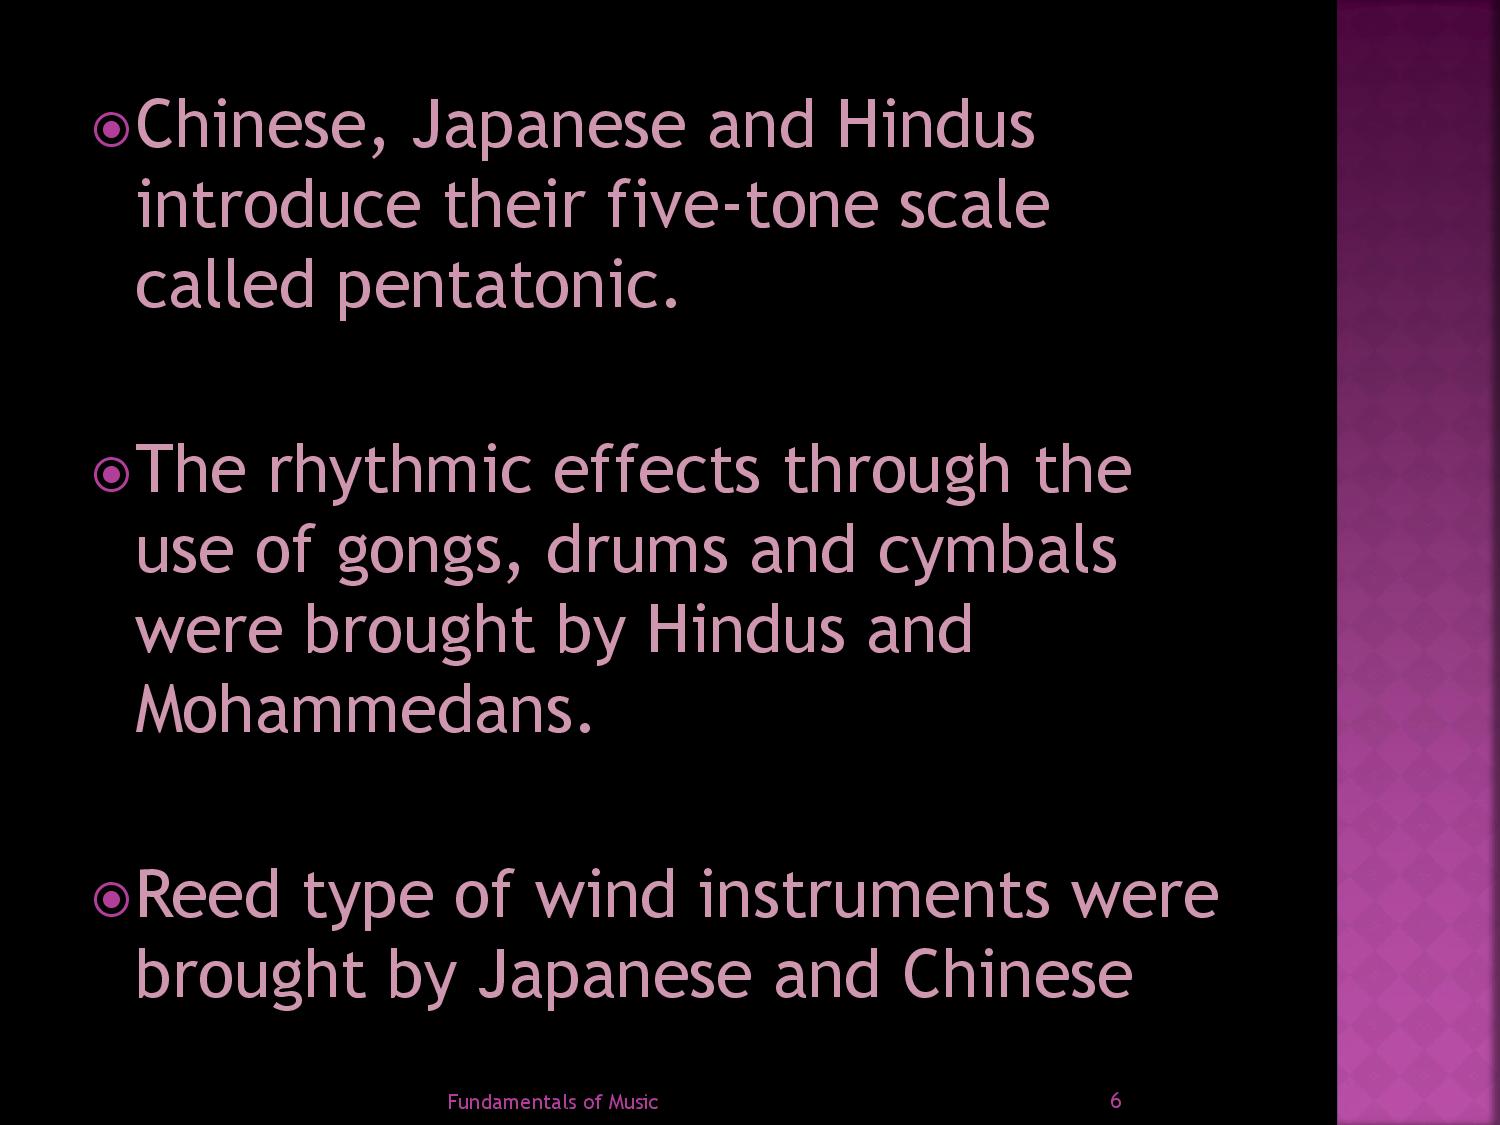 Chinese, Japanese and Hindus
introduce their five-tone scale
called pentatonic.
The rhythmic effects through the
use of gongs, drums and cymbals
were brought by Hindus and
Mohammedans.
Reed type of wind instruments were
brought by Japanese and Chinese
Fundamentals of Music
6